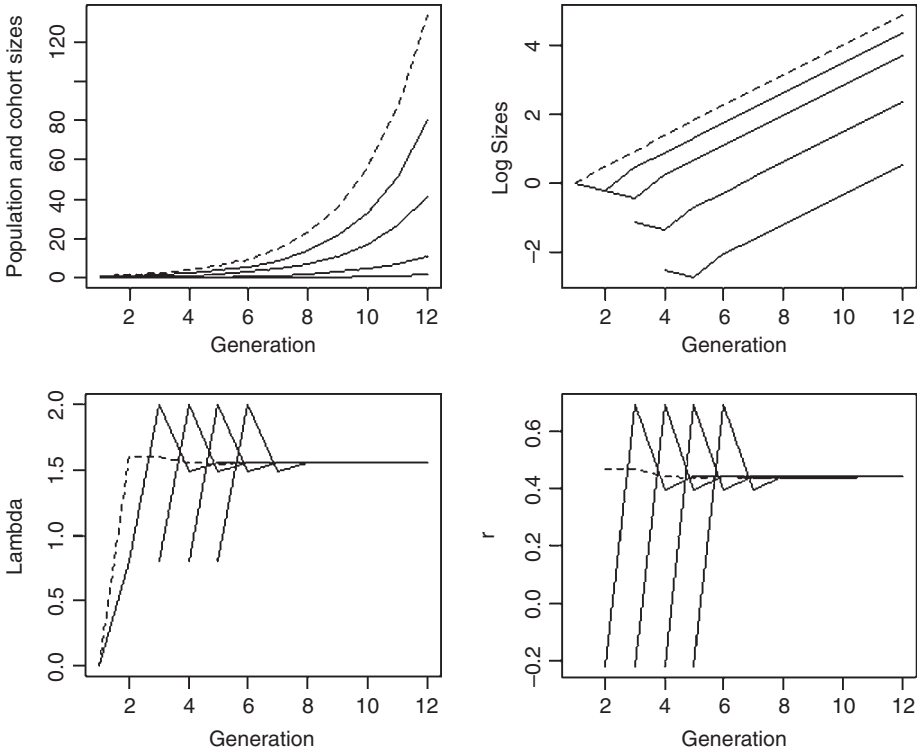 Population and cohort sizes
120
80
60
40
20
0
2 4 6 8 10 12
Generation
Log Sizes
4
2
0
−2
2 4 6 8 10 12
Generation
Lambda
2.0
1.5
1.0
0.5
0.0
2 4 6 8 10 12
Generation
r
0.6
0.4
0.2
0.0
−0.2
2 4 6 8 10 12
Generation